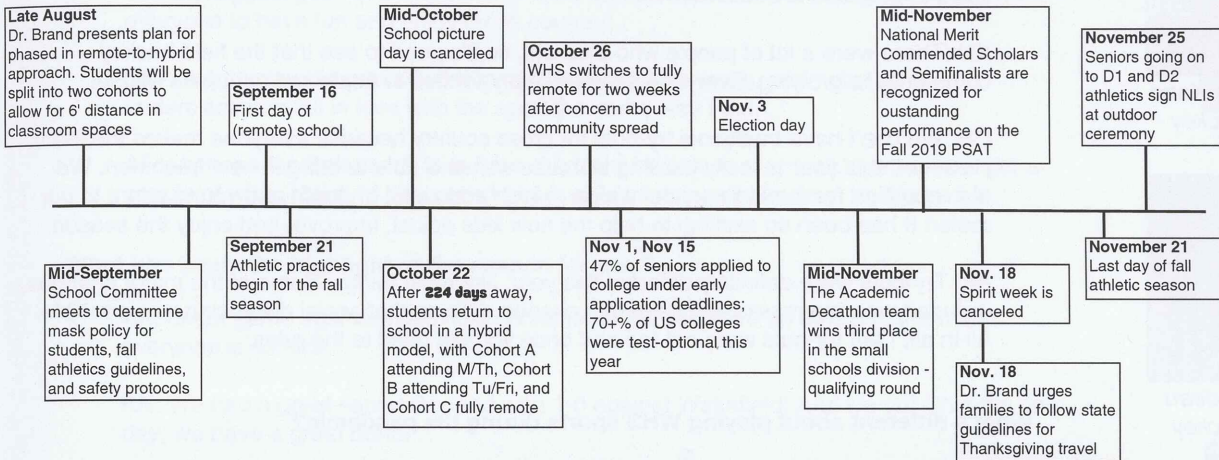 Late August
Dr. Brand presents plan for
phased in remote-to-hybrid
approach. Students will be
split into two cohorts to
allow for 6' distance in
classroom spaces
September 16
First day of
(remote) school
Mid-October
School picture
day is canceled
October 26
WHS switches to fully
remote for two weeks
after concern about
community spread
Nov. 3
Election day
Mid-November
National Merit
Commended Scholars
and Semifinalists are
recognized for
oustanding
performance on the
Fall 2019 PSAT
November 25
Seniors going on
to D1 and D2
athletics sign NLIs
at outdoor
ceremony
Mid-September
School Committee
meets to determine
mask policy for
students, fall
athletics guidelines,
and safety protocols
September 21
Athletic practices
begin for the fall
season
October 22
After 224 days away,
students return to
school in a hybrid
model, with Cohort A
attending M/Th, Cohort
B attending Tu/Fri, and
Cohort C fully remote
Nov 1, Nov 15
47% of seniors applied to
college under early
application deadlines;
70+% of US colleges
were test-optional this
year
Mid-November
The Academic
Decathlon team
wins third place
in the small
schools division -
qualifying round
Nov. 18
Spirit week is
canceled
Nov. 18
Dr. Brand urges
families to follow state
guidelines for
Thanksgiving travel
November 21
Last day of fall
athletic season